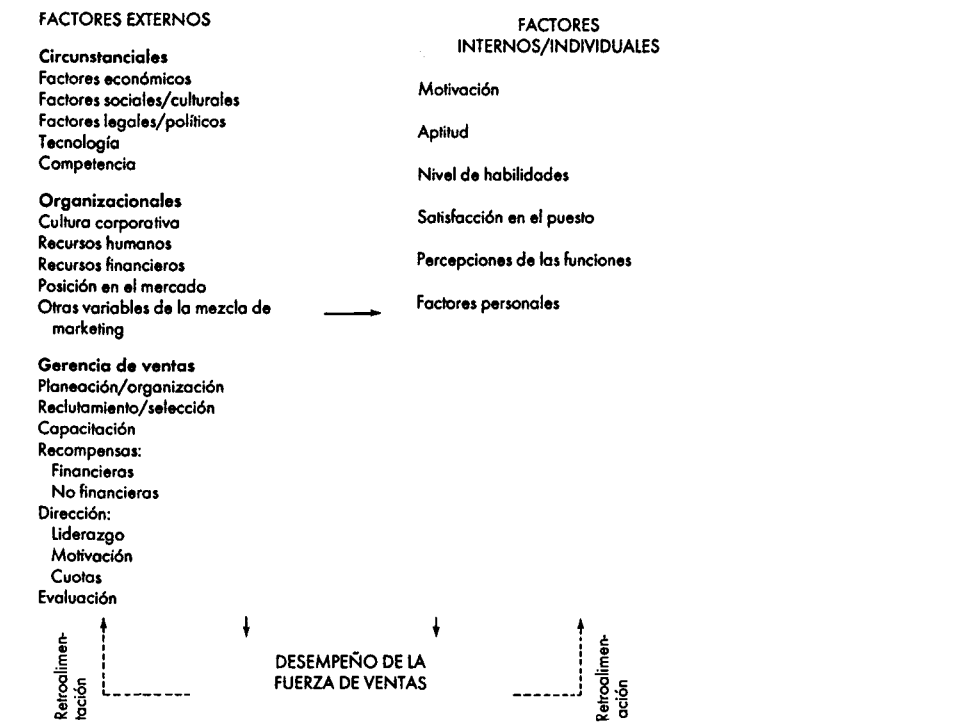 FACTORES EXTERNOS
Circunstanciales
Factores económicos
Factores sociales/culturales
Factores legales/políticos
Tecnología
Competencia
Organizacionales
Cultura corporativa
Recursos humanos
Recursos financieros
Posición en el mercado
Otras variables de la mezcla de
marketing
Gerencia de ventas
Planeación/organización
Reclutamiento/selección
Capacitación
Recompensas:
Financieras
No financieras
Dirección:
Liderazgo
Motivación
Cuotas
Evaluación
FACTORES
INTERNOS/INDIVIDUALES
Motivación
Aptitud
Nivel de habilidades
Satisfacción en el puesto
Percepciones de las funciones
Factores personales
Retroalimen-
tación
DESEMPEÑO DE LA
FUERZA DE VENTAS
Retroalimen-
ación